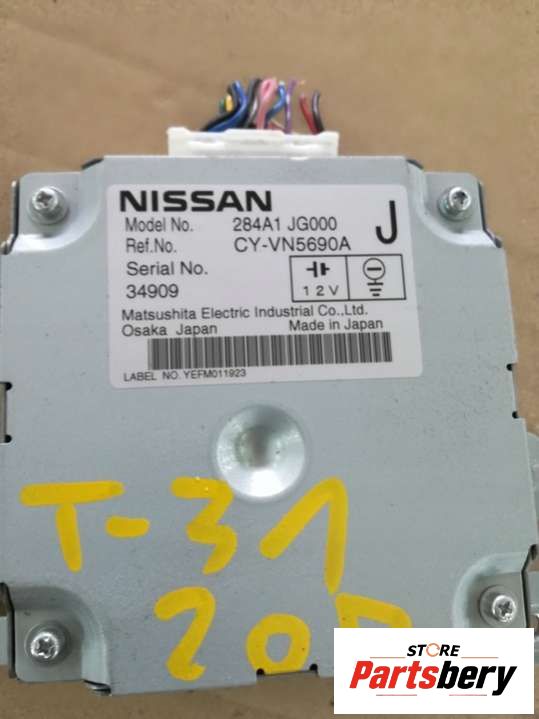 NISSAN
Model No. 284A1 JG000 J
Ref.No. CY-VN5690A
Serial No.
34909
12V
Matsushita Electric Industrial Co.,Ltd.
Osaka Japan Made in Japan
LABEL NO. YEFM011923
T-31
STORE
Partsbery